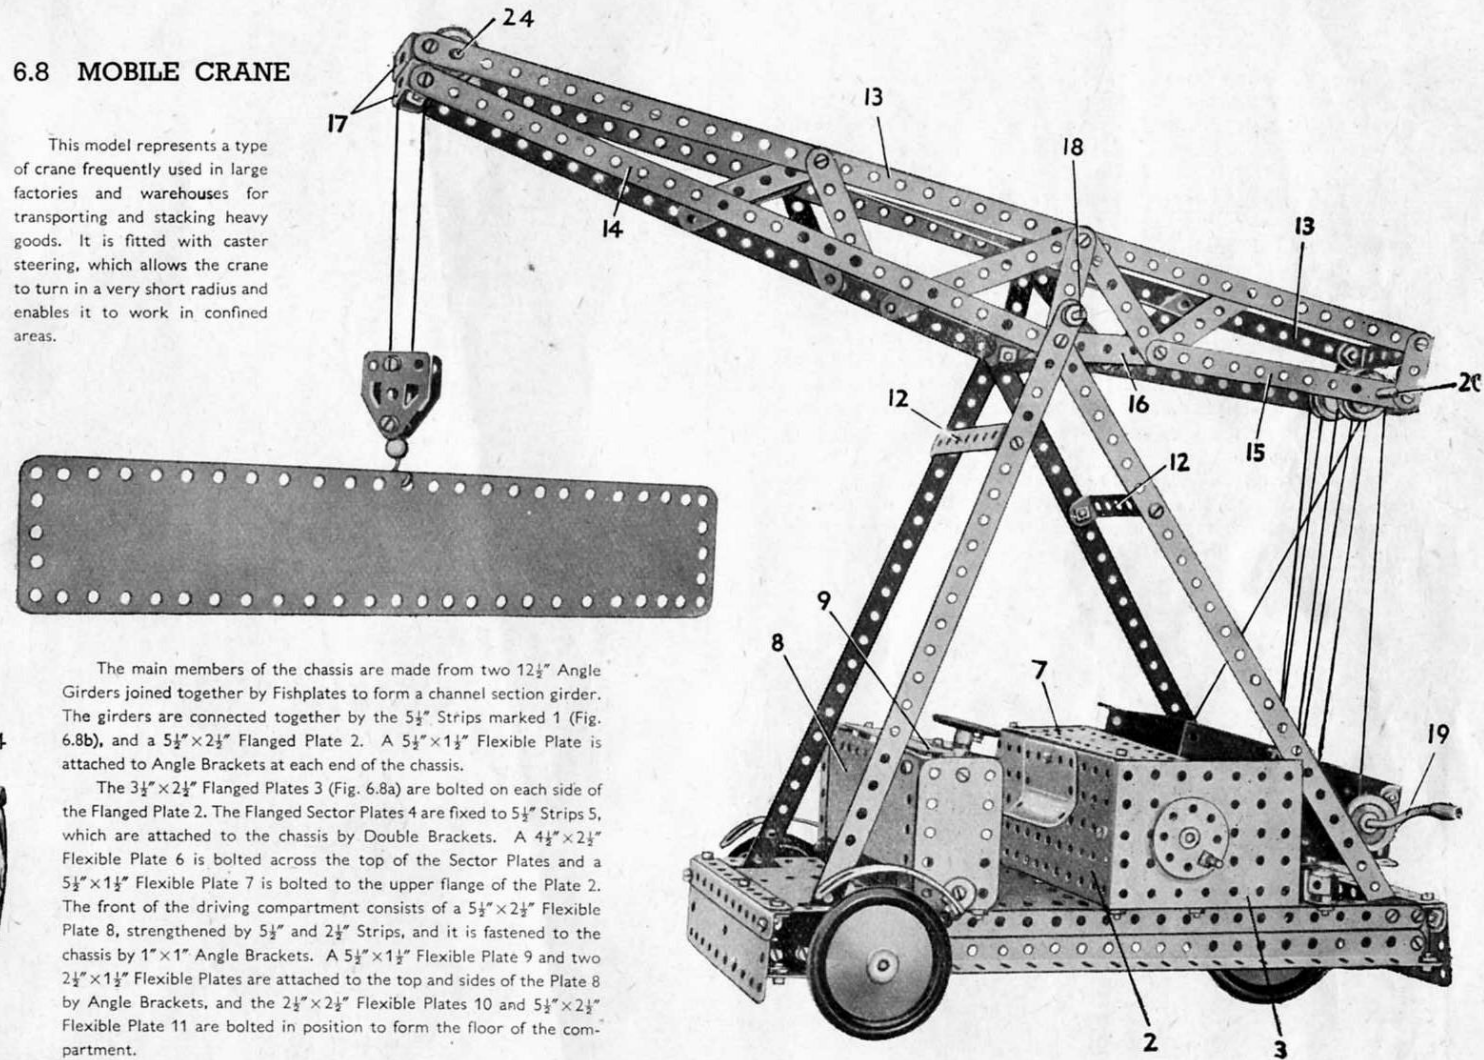 24
6.8 MOBILE CRANE
13
17
This model represents a type
of crane frequently used in large
factories and warehouses for
transporting and stacking heavy
goods. It is fitted with caster
steering, which allows the crane
to turn in a very short radius and
enables it to work in confined
areas.
18
14
13
12
16
20
15
12
9
8
7
19
The main members of the chassis are made from two 12½″ Angle
Girders joined together by Fishplates to form a channel section girder.
The girders are connected together by the 5½″ Strips marked 1 (Fig.
6.8b), and a 5½″×2½″ Flanged Plate 2. A 5½″×1½″ Flexible Plate is
attached to Angle Brackets at each end of the chassis.
The 3½″×2½″ Flanged Plates 3 (Fig. 6.8a) are bolted on each side of
the Flanged Plate 2. The Flanged Sector Plates 4 are fixed to 5½″ Strips 5,
which are attached to the chassis by Double Brackets. A 4½″×2½″
Flexible Plate 6 is bolted across the top of the Sector Plates and a
5½″×1½″ Flexible Plate 7 is bolted to the upper flange of the Plate 2.
The front of the driving compartment consists of a 5½″×2½″ Flexible
Plate 8, strengthened by 5½″ and 2½″ Strips, and it is fastened to the
chassis by 1″×1″ Angle Brackets. A 5½″×1½″ Flexible Plate 9 and two
2½″×1½″ Flexible Plates are attached to the top and sides of the Plate 8
by Angle Brackets, and the 2½″×2½″ Flexible Plates 10 and 5½″×2½″
Flexible Plate 11 are bolted in position to form the floor of the com-
partment.
2
3